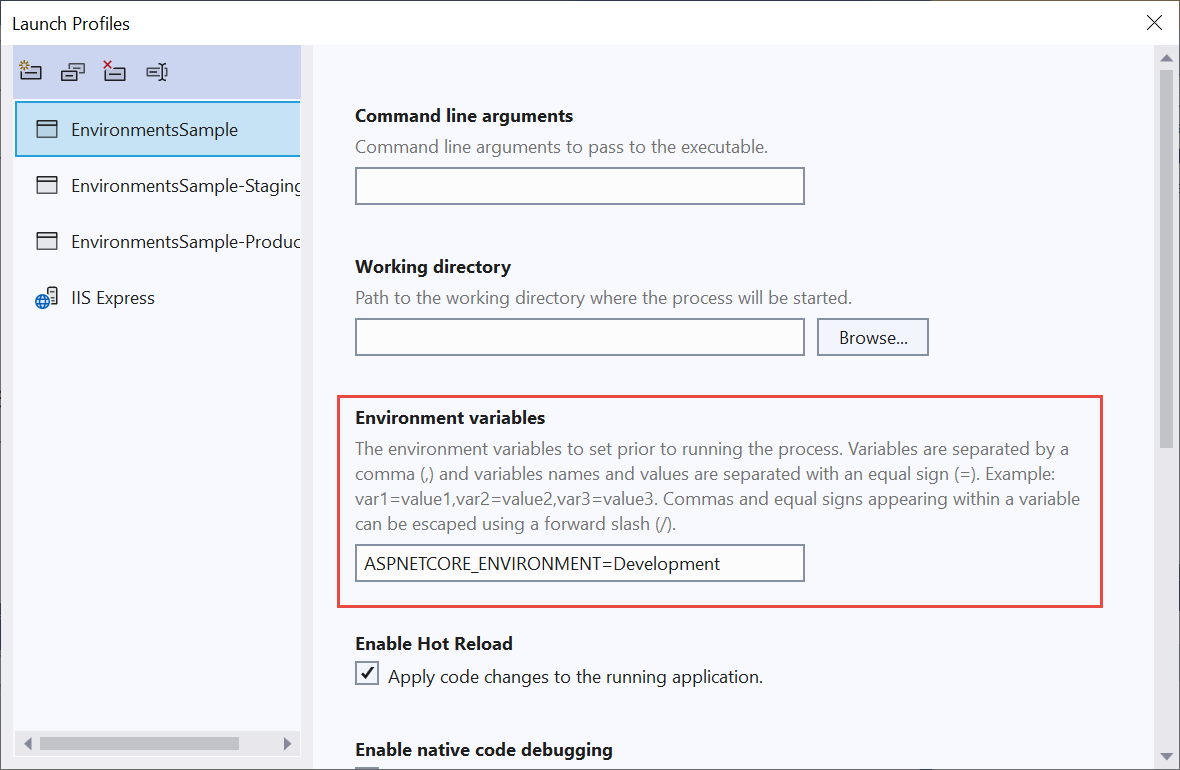 Launch Profiles
EnvironmentsSample
EnvironmentsSample-Staging
EnvironmentsSample-Produc
IIS Express
Command line arguments
Command line arguments to pass to the executable.
Working directory
Path to the working directory where the process will be started.
Browse...
Environment variables
The environment variables to set prior to running the process. Variables are separated by a
comma (,) and variables names and values are separated with an equal sign (=). Example:
var1=value1,var2=value2,var3=value3. Commas and equal signs appearing within a variable
can be escaped using a forward slash (/).
ASPNETCORE_ENVIRONMENT=Development
Enable Hot Reload
Apply code changes to the running application.
Enable native code debugging